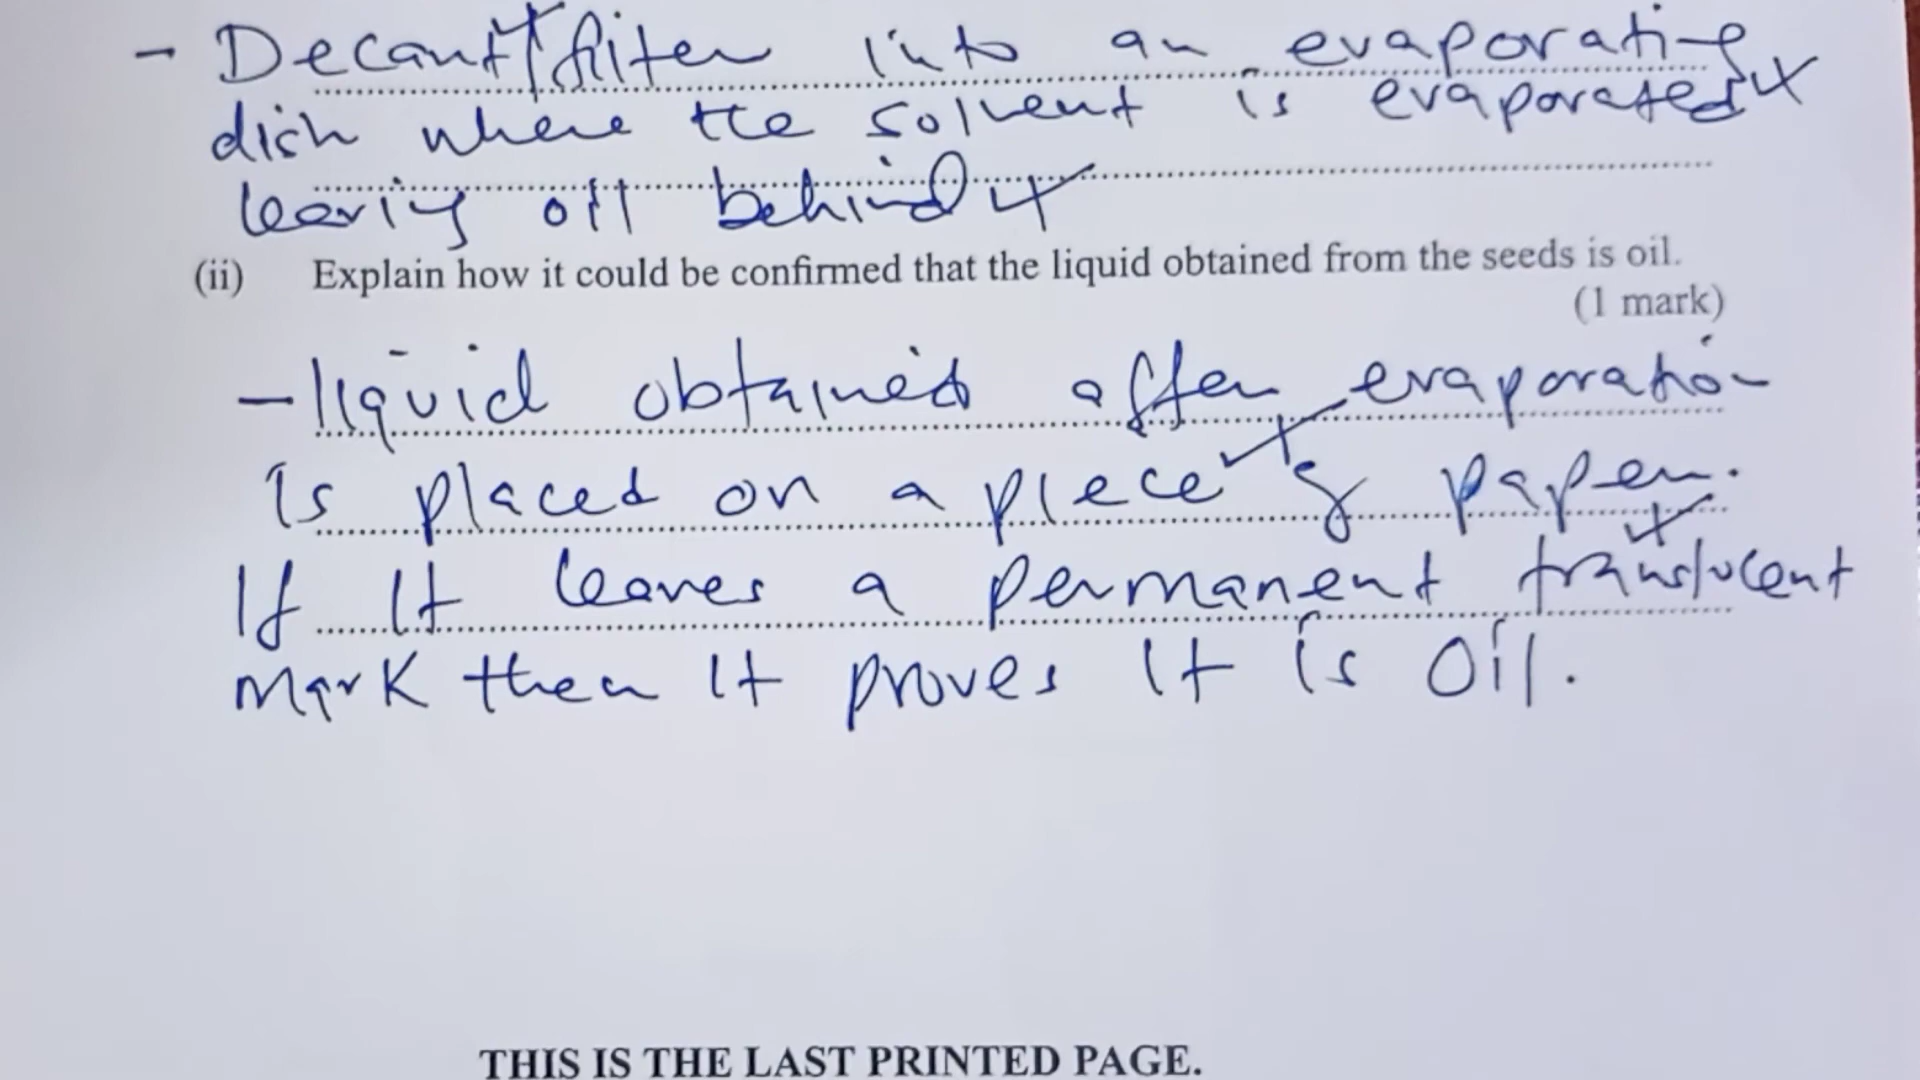 - Decant/filter into an evaporating
dish where the solvent is evaporated
leaving oil behind
(ii) Explain how it could be confirmed that the liquid obtained from the seeds is oil.
(1 mark)
- liquid obtained after evaporation
is placed on a piece of paper.
If it leaves a permanent translucent
mark then it proves it is oil.
THIS IS THE LAST PRINTED PAGE.